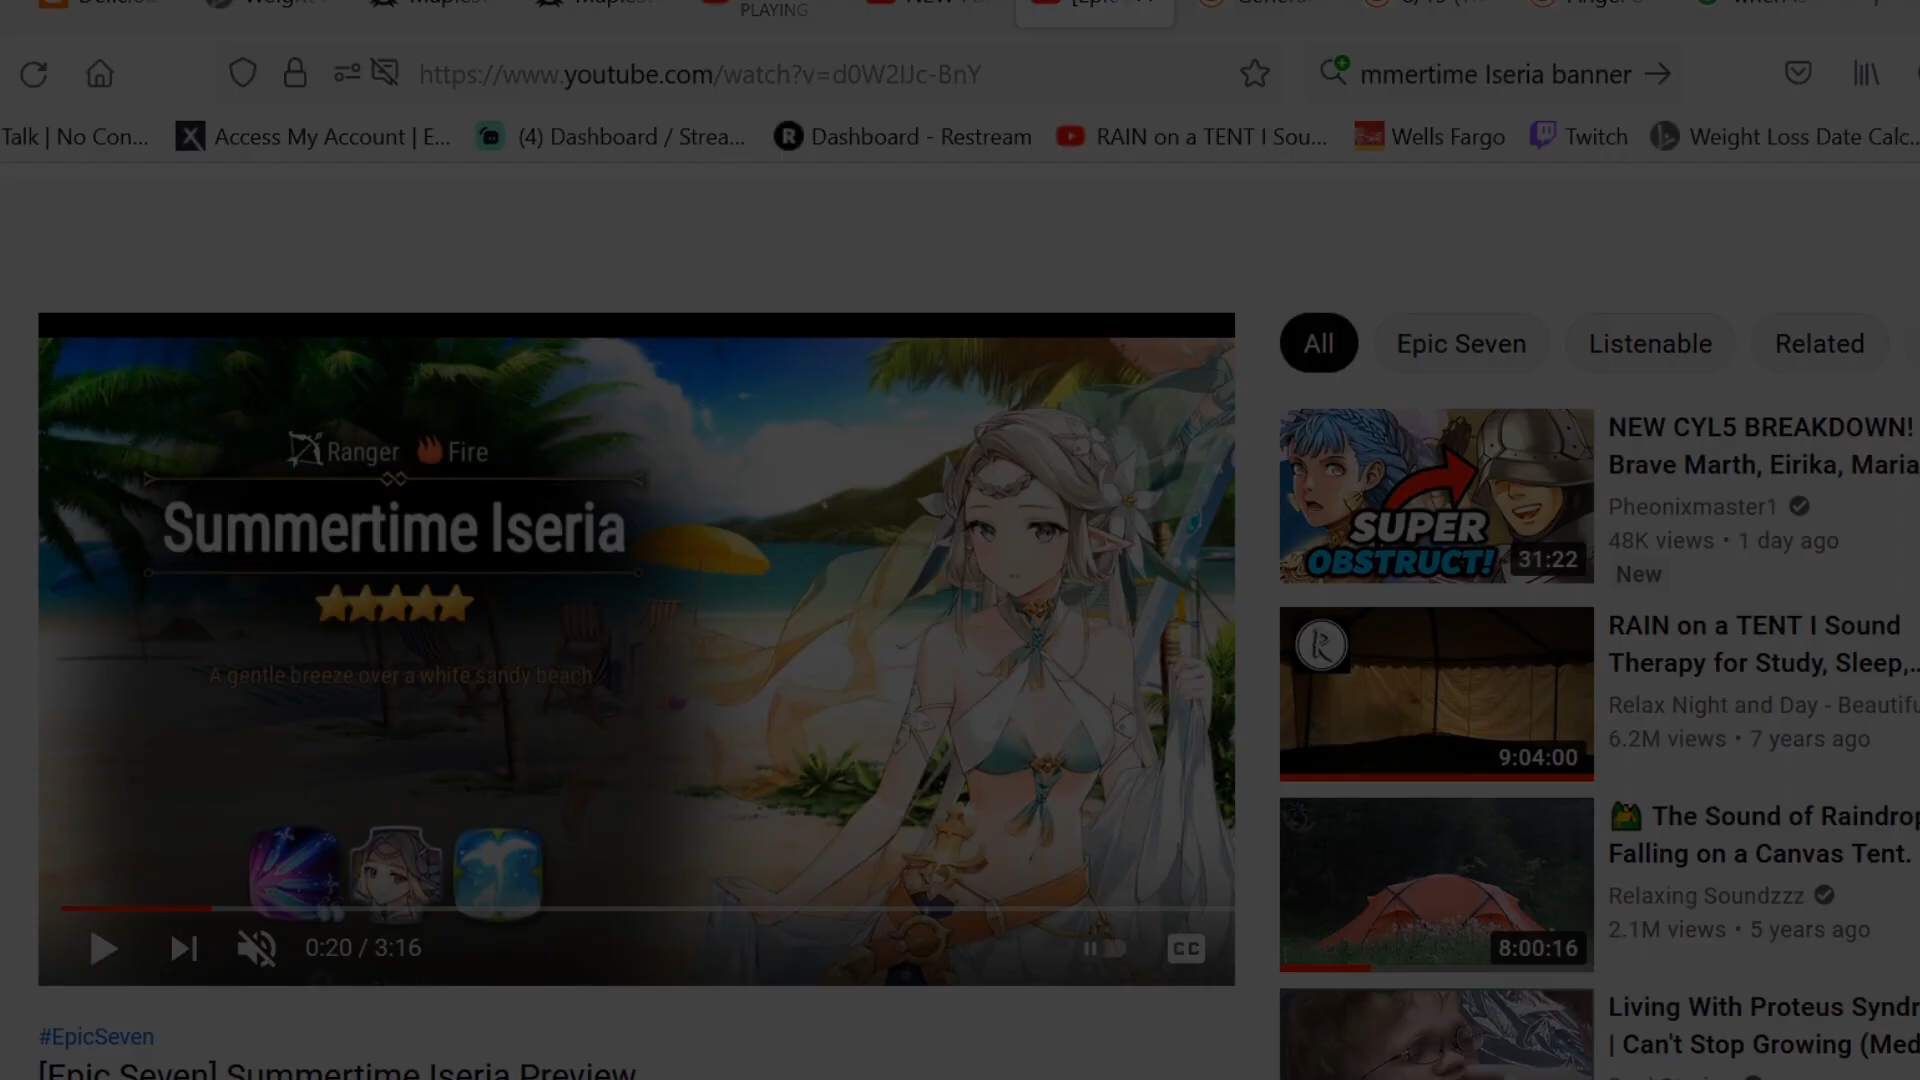 PLAYING
https://www.youtube.com/watch?v=d0W2IJc-BnY
mmertime Iseria banner
Talk | No Con...
Access My Account | E...
(4) Dashboard / Strea...
Dashboard - Restream
RAIN on a TENT I Sou...
Wells Fargo
Twitch
Weight Loss Date Calc...
Ranger Fire
Summertime Iseria
A gentle breeze over a white sandy beach
0:20 / 3:16
CC
#EpicSeven
[Epic Seven] Summertime Iseria Preview
All
Epic Seven
Listenable
Related
SUPER
OBSTRUCT!
31:22
NEW CYL5 BREAKDOWN!
Brave Marth, Eirika, Maria
Pheonixmaster1
48K views • 1 day ago
New
9:04:00
RAIN on a TENT I Sound
Therapy for Study, Sleep,...
Relax Night and Day - Beautifu
6.2M views • 7 years ago
8:00:16
The Sound of Raindrop
Falling on a Canvas Tent.
Relaxing Soundzzz
2.1M views • 5 years ago
Living With Proteus Syndr
| Can't Stop Growing (Med